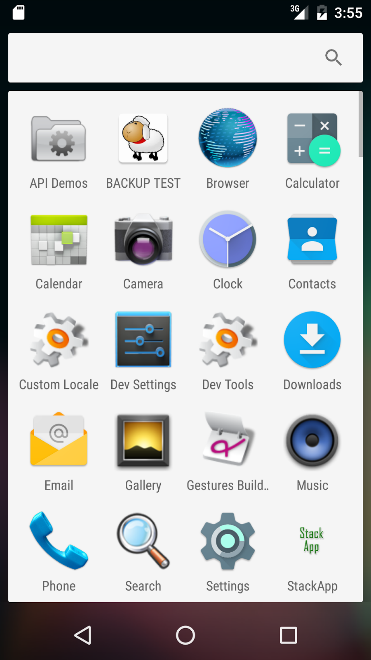 3G 3:55
API Demos BACKUP TEST Browser Calculator
Calendar Camera Clock Contacts
Custom Locale Dev Settings Dev Tools Downloads
@
Email Gallery Gestures Build.. Music
Stack
App
Phone Search Settings StackApp